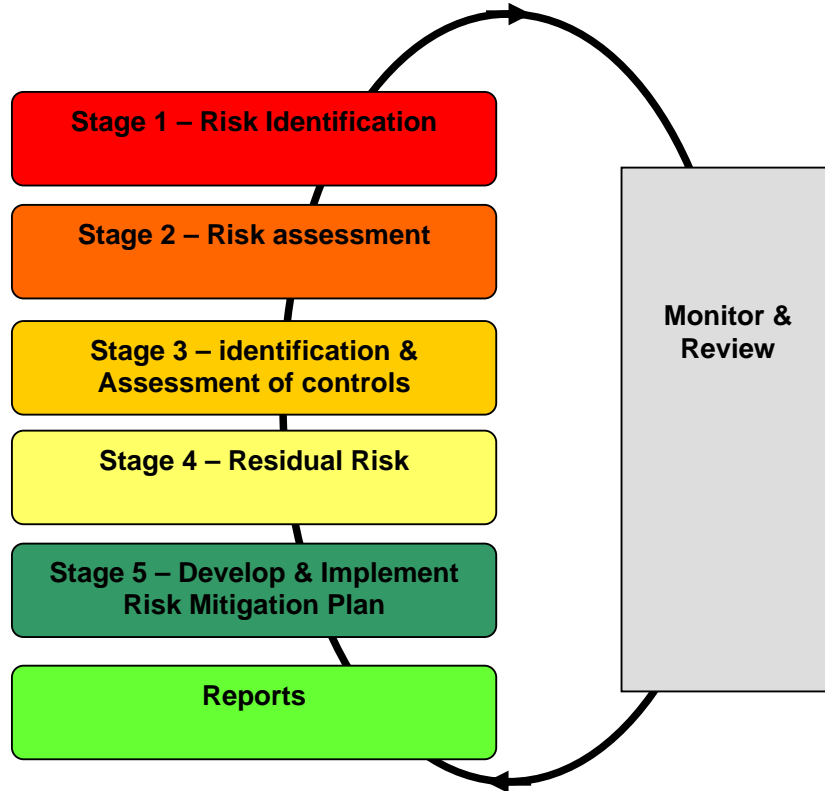 Stage 1 – Risk Identification
Stage 2 – Risk assessment
Stage 3 – identification &
Assessment of controls
Stage 4 – Residual Risk
Stage 5 – Develop & Implement
Risk Mitigation Plan
Reports
Monitor &
Review